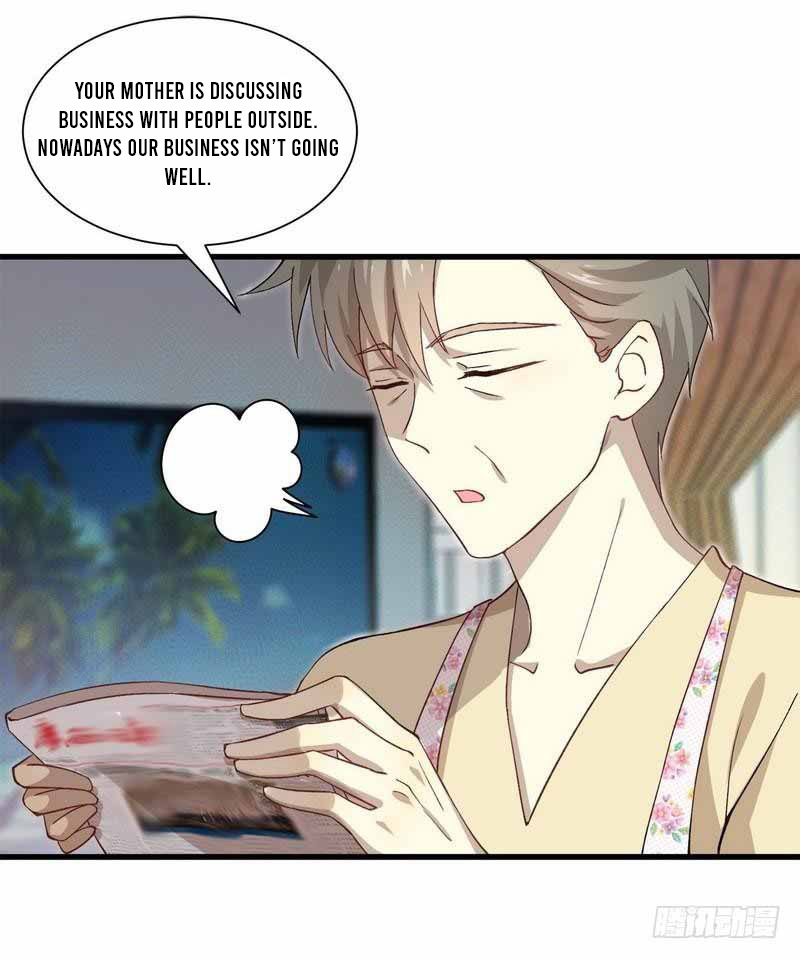 YOUR MOTHER IS DISCUSSING
BUSINESS WITH PEOPLE OUTSIDE.
NOWADAYS OUR BUSINESS ISN'T GOING
WELL.
腾讯动漫